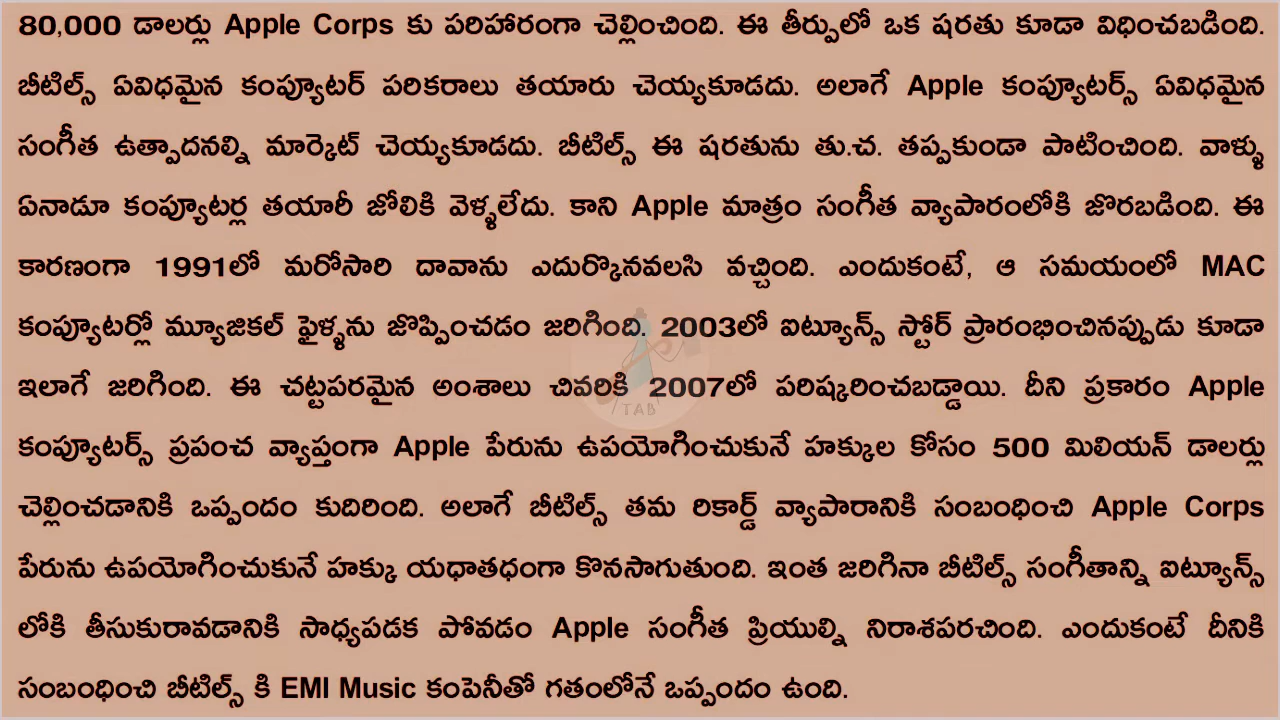 80,000 డాలర్లు Apple Corps కు పరిహారంగా చెల్లించింది. ఈ తీర్పులో ఒక షరతు కూడా విధించబడింది.
బీటిల్స్ ఏవిధమైన కంప్యూటర్ పరికరాలు తయారు చెయ్యకూడదు. అలాగే Apple కంప్యూటర్స్ ఏవిధమైన
సంగీత ఉత్పాదనల్ని మార్కెట్ చెయ్యకూడదు. బీటిల్స్ ఈ షరతును తు.చ. తప్పకుండా పాటించింది. వాళ్ళు
ఏనాడూ కంప్యూటర్ల తయారీ జోలికి వెళ్ళలేదు. కాని Apple మాత్రం సంగీత వ్యాపారంలోకి జొరబడింది. ఈ
కారణంగా 1991లో మరోసారి దావాను ఎదుర్కొనవలసి వచ్చింది. ఎందుకంటే, ఆ సమయంలో MAC
కంప్యూటర్లో మ్యూజికల్ ఫైళ్ళను జొప్పించడం జరిగింది. 2003లో ఐట్యూన్స్ స్టోర్ ప్రారంభించినప్పుడు కూడా
ఇలాగే జరిగింది. ఈ చట్టపరమైన అంశాలు చివరికి 2007లో పరిష్కరించబడ్డాయి. దీని ప్రకారం Apple
కంప్యూటర్స్ ప్రపంచ వ్యాప్తంగా Apple పేరును ఉపయోగించుకునే హక్కుల కోసం 500 మిలియన్ డాలర్లు
చెల్లించడానికి ఒప్పందం కుదిరింది. అలాగే బీటిల్స్ తమ రికార్డ్ వ్యాపారానికి సంబంధించి Apple Corps
పేరును ఉపయోగించుకునే హక్కు యధాతధంగా కొనసాగుతుంది. ఇంత జరిగినా బీటిల్స్ సంగీతాన్ని ఐట్యూన్స్
లోకి తీసుకురావడానికి సాధ్యపడక పోవడం Apple సంగీత ప్రియుల్ని నిరాశపరచింది. ఎందుకంటే దీనికి
సంబంధించి బీటిల్స్ కి EMI Music కంపెనీతో గతంలోనే ఒప్పందం ఉంది.
TAB